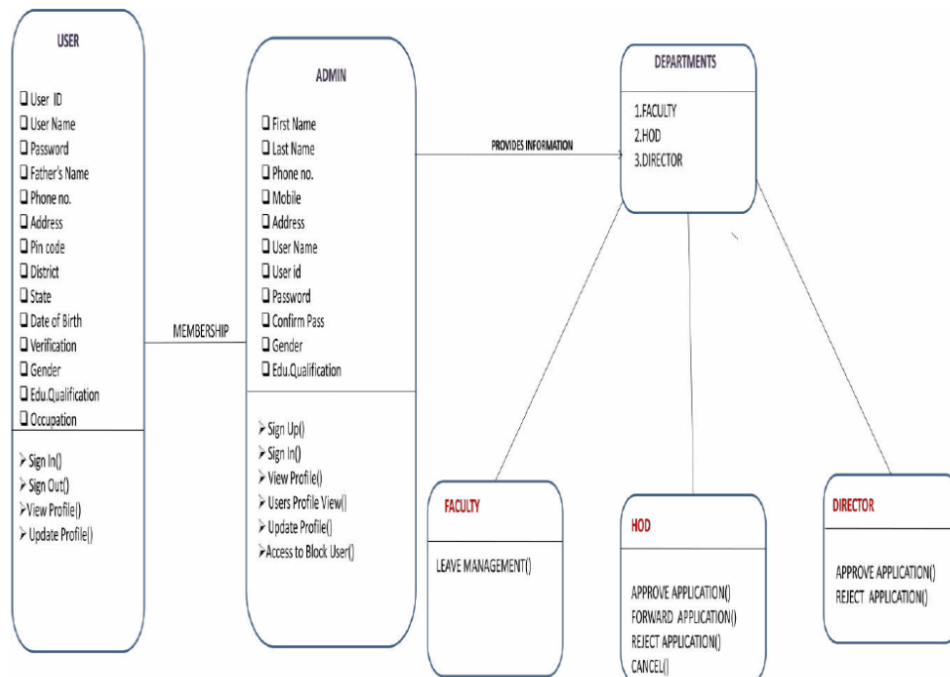 USER
User ID
User Name
Password
Father's Name
Phone no.
Address
Pin code
District
State
Date of Birth
Verification
Gender
Edu.Qualification
Occupation
Sign In()
Sign Out()
View Profile()
Update Profile()
MEMBERSHIP
ADMIN
First Name
Last Name
Phone no.
Mobile
Address
User Name
User id
Password
Confirm Pass
Gender
Edu.Qualification
Sign Up()
Sign In()
View Profile()
Users Profile View()
Update Profile()
Access to Block User()
PROVIDES INFORMATION
DEPARTMENTS
1.FACULTY
2.HOD
3.DIRECTOR
FACULTY
LEAVE MANAGEMENT()
HOD
APPROVE APPLICATION()
FORWARD APPLICATION()
REJECT APPLICATION()
CANCEL()
DIRECTOR
APPROVE APPLICATION()
REJECT APPLICATION()